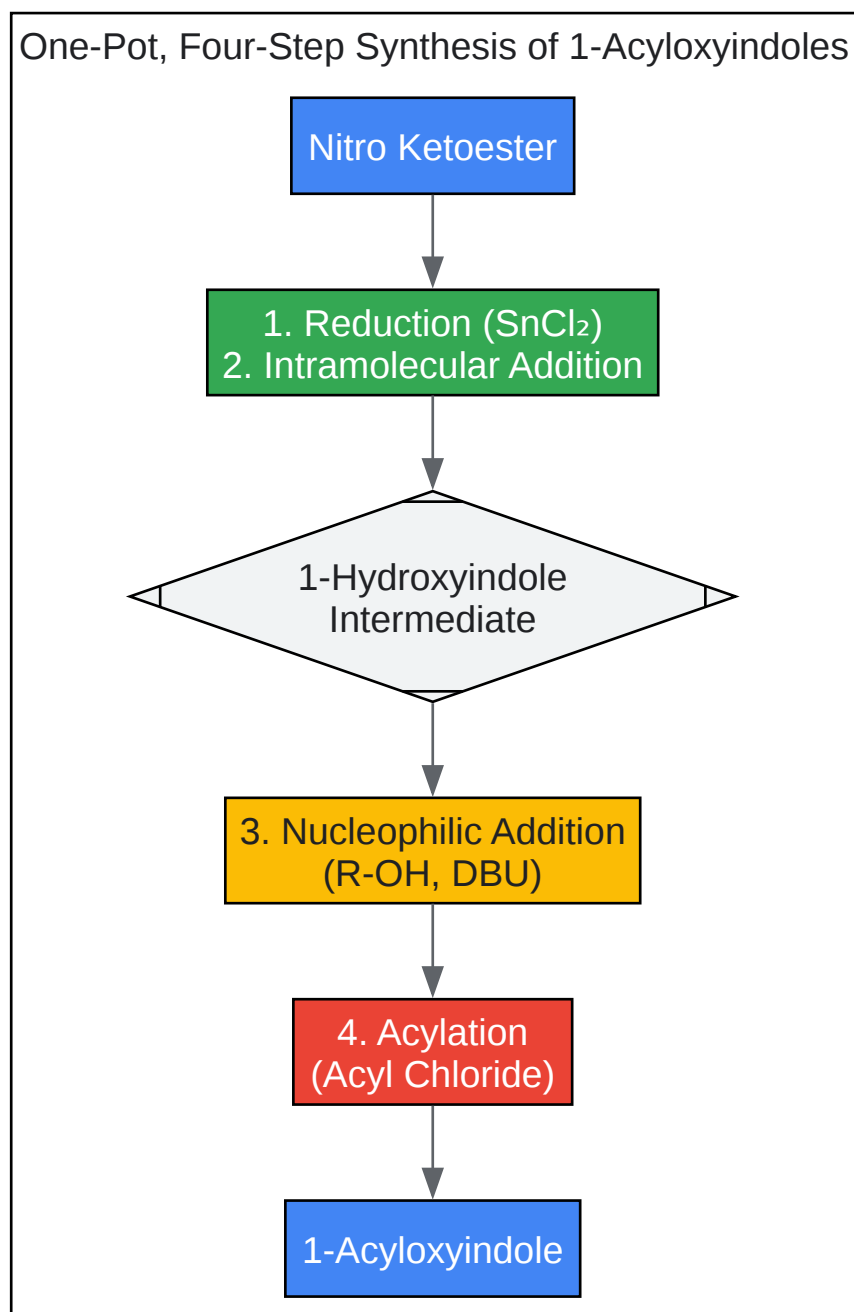 One-Pot, Four-Step Synthesis of 1-Acyloxyindoles
Nitro Ketoester
1. Reduction (SnCl₂)
2. Intramolecular Addition
1-Hydroxyindole
Intermediate
3. Nucleophilic Addition
(R-OH, DBU)
4. Acylation
(Acyl Chloride)
1-Acyloxyindole